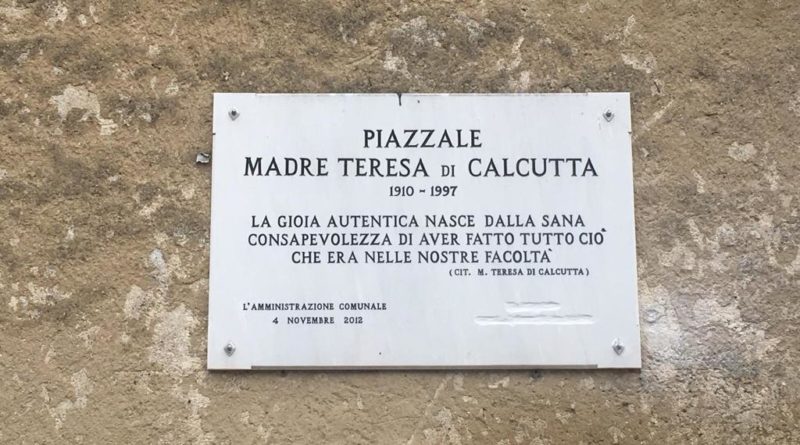 PIAZZALE
MADRE TERESA DI CALCUTTA
1910 - 1997
LA GIOIA AUTENTICA NASCE DALLA SANA
CONSAPEVOLEZZA DI AVER FATTO TUTTO CIÒ
CHE ERA NELLE NOSTRE FACOLTÀ
(CIT. M. TERESA DI CALCUTTA)
L'AMMINISTRAZIONE COMUNALE
4 NOVEMBRE 2012